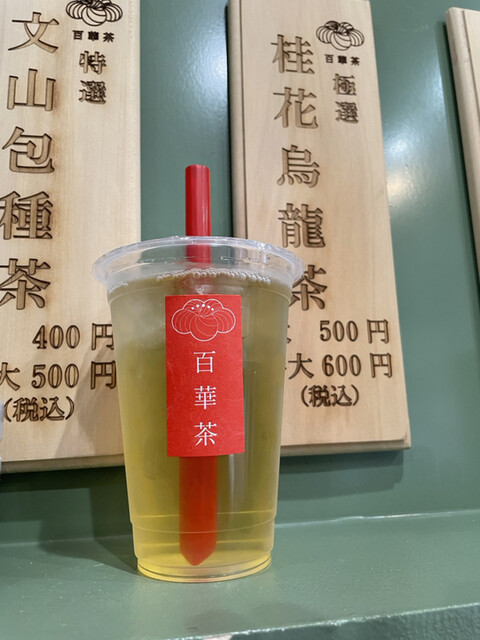 百華茶
特選
文山包種茶
400円
大 500円
(税込)
百華茶
極選
桂花烏龍茶
500円
大 600円
(税込)
百華茶